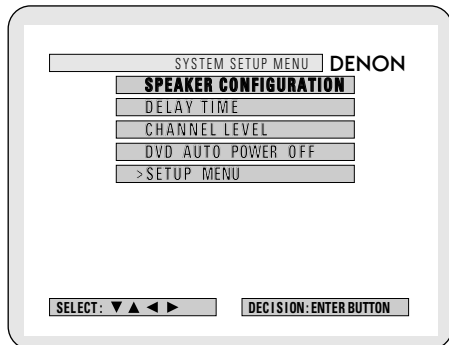 SYSTEM SETUP MENU DENON
SPEAKER CONFIGURATION
DELAY TIME
CHANNEL LEVEL
DVD AUTO POWER OFF
>SETUP MENU
SELECT: ▼ ▲ ◄ ► DECISION:ENTER BUTTON